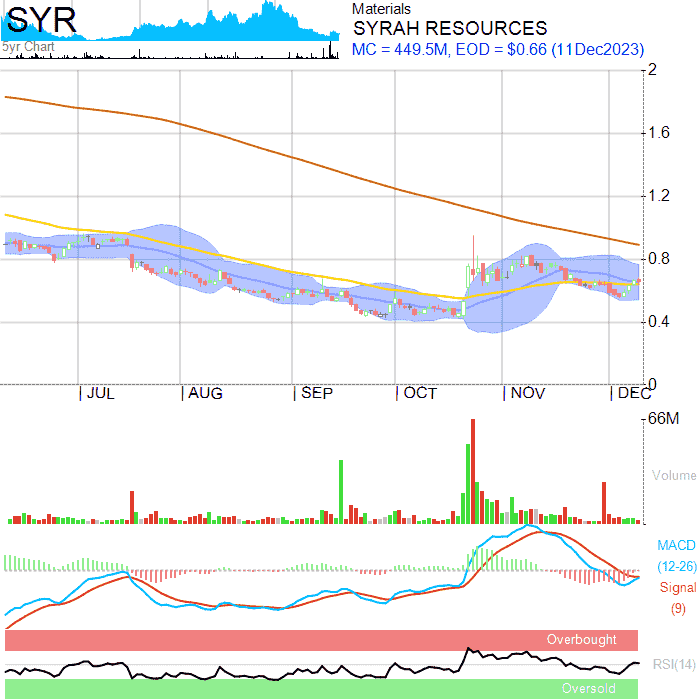 SYR
5yr Chart
Materials
SYRAH RESOURCES
MC = 449.5M, EOD = $0.66 (11Dec2023)
2
1.6
1.2
0.8
0.4
0
JUL AUG SEP OCT NOV DEC
66M
Volume
MACD
(12-26)
Signal
(9)
Overbought
RSI(14)
Oversold